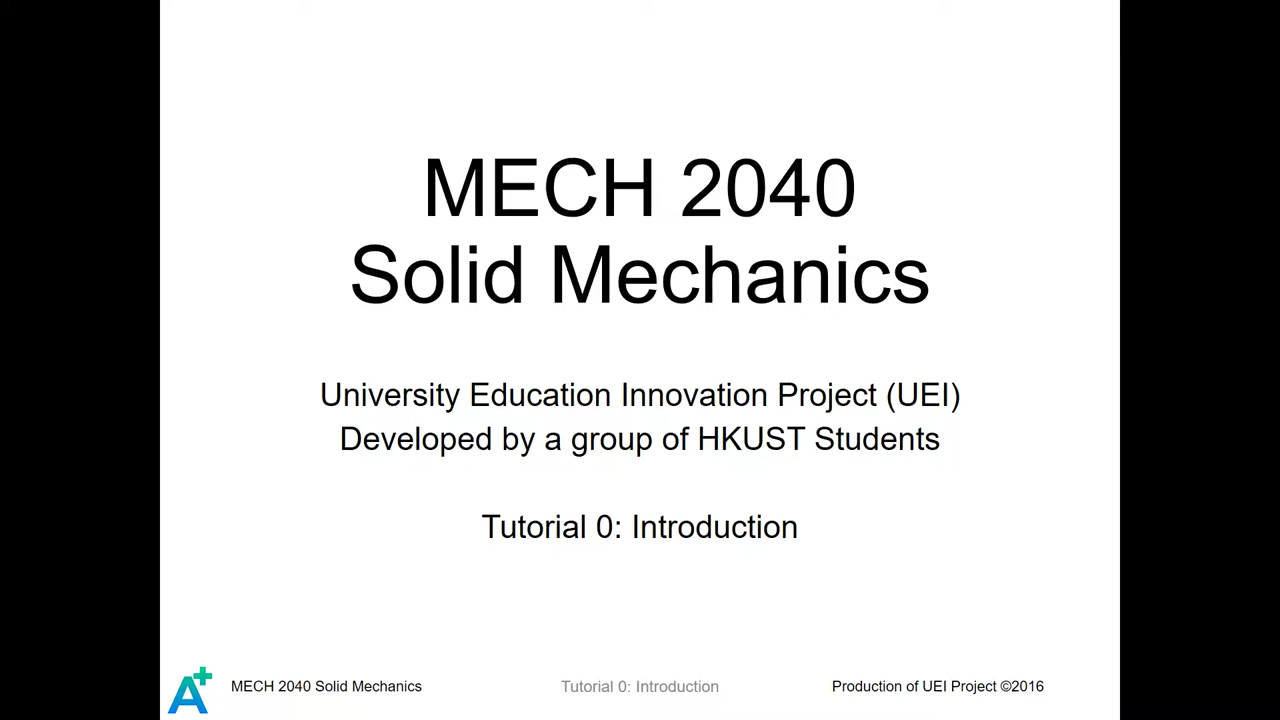 MECH 2040
Solid Mechanics
University Education Innovation Project (UEI)
Developed by a group of HKUST Students
Tutorial 0: Introduction
A+
MECH 2040 Solid Mechanics
Tutorial 0: Introduction
Production of UEI Project ©2016